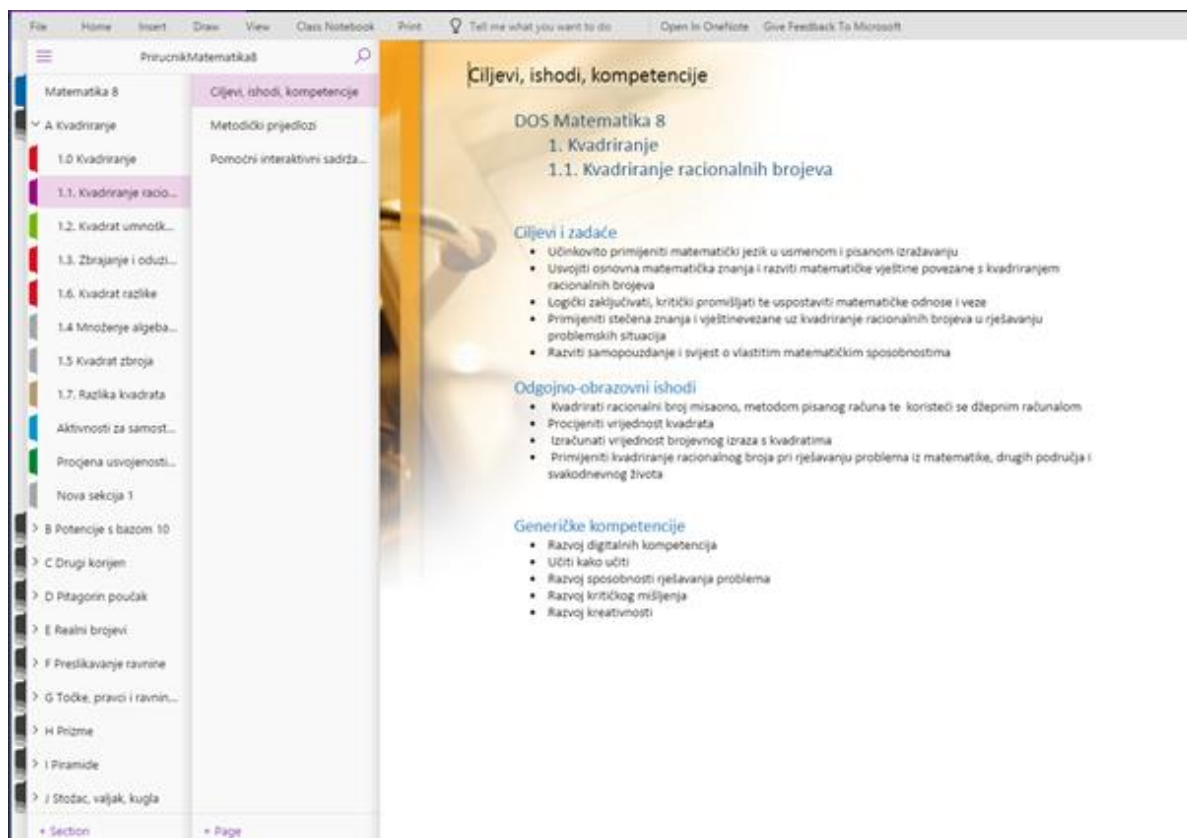 File Home Insert Draw View Class Notebook Print Tell me what you want to do Open In OneNote Give Feedback To Microsoft
PrirucnikMatematika8
Matematika 8
A Kvadriranje
1.0 Kvadriranje
1.1. Kvadriranje racio...
1.2. Kvadrat umnošk...
1.3. Zbrajanje i oduzi...
1.6. Kvadrat razlike
1.4 Množenje algeba...
1.5 Kvadrat zbroja
1.7. Razlika kvadrata
Aktivnosti za samost...
Procjena usvojenosti...
Nova sekcija 1
B Potencije s bazom 10
C Drugi korijen
D Pitagorin poučak
E Realni brojevi
F Preslikavanje ravnine
G Točke, pravci i ravnin...
H Prizme
I Piramide
J Stožac, valjak, kugla
+ Section
Ciljevi, ishodi, kompetencije
Metodički prijedlozi
Pomoćni interaktivni sadrža...
+ Page
Ciljevi, ishodi, kompetencije
DOS Matematika 8
1. Kvadriranje
1.1. Kvadriranje racionalnih brojeva
Ciljevi i zadaće
• Učinkovito primijeniti matematički jezik u usmenom i pisanom izražavanju
• Usvojiti osnovna matematička znanja i razviti matematičke vještine povezane s kvadriranjem
racionalnih brojeva
• Logički zaključivati, kritički promišljati te uspostaviti matematičke odnose i veze
• Primijeniti stečena znanja i vještinevezane uz kvadriranje racionalnih brojeva u rješavanju
problemskih situacija
• Razviti samopouzdanje i svijest o vlastitim matematičkim sposobnostima
Odgojno-obrazovni ishodi
• Kvadrirati racionalni broj misaono, metodom pisanog računa te koristeći se džepnim računalom
• Procijeniti vrijednost kvadrata
• Izračunati vrijednost brojevnog izraza s kvadratima
• Primijeniti kvadriranje racionalnog broja pri rješavanju problema iz matematike, drugih područja i
svakodnevnog života
Generičke kompetencije
• Razvoj digitalnih kompetencija
• Učiti kako učiti
• Razvoj sposobnosti rješavanja problema
• Razvoj kritičkog mišljenja
• Razvoj kreativnosti